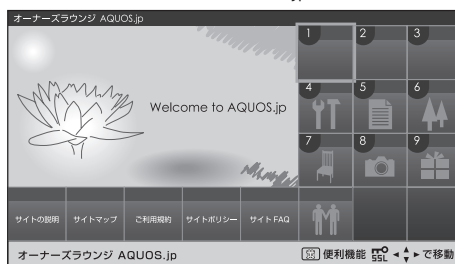 オーナーズラウンジ AQUOS.jp
1 2 3
Welcome to AQUOS.jp
4 5 6
7 8 9
サイトの説明 サイトマップ ご利用規約 サイトポリシー サイト FAQ
オーナーズラウンジ AQUOS.jp 便利機能 SSL で移動